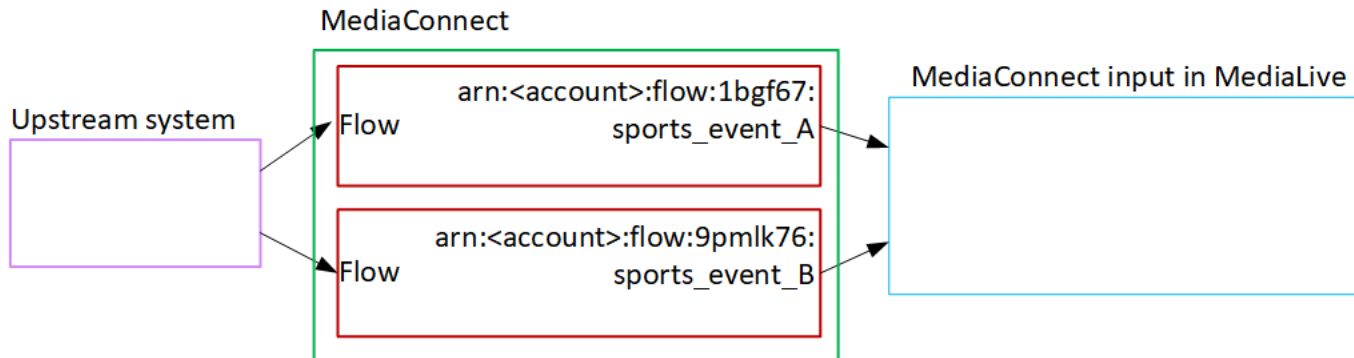 MediaConnect
MediaConnect input in MediaLive
Upstream system
arn:<account>:flow:1bgf67:
Flow
sports_event_A
arn:<account>:flow:9pmlk76:
Flow
sports_event_B